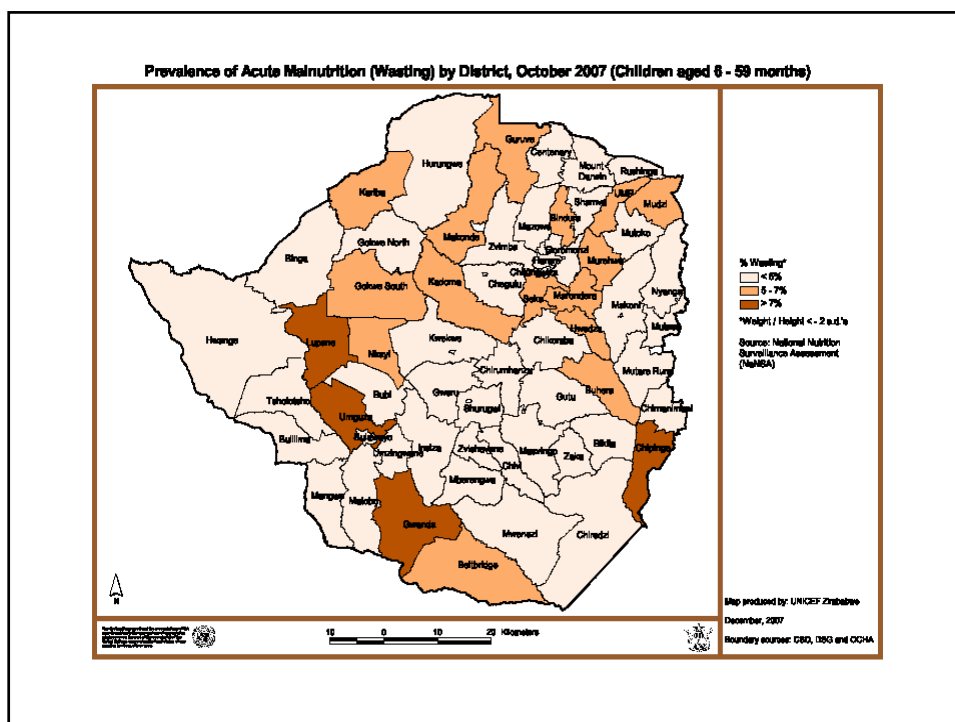 Prevalence of Acute Malnutrition (Wasting) by District, October 2007 (Children aged 6 - 59 months)
Guruve
Centenary
Hurungwe
Mount
Darwin
Rushinga
Kariba
UMP
Mudzi
Shamva
Bindura
Mazowe
Mutoko
Makonde
Gokwe North
Zvimba
Goromonzi
Harare
Murehwa
Binga
Chegutu
Kadoma
Gokwe South
Seke
Marondera
Nyanga
Makoni
Hwedza
Mutasa
Hwange
Lupane
Nkayi
Kwekwe
Chikomba
Chirumhanzu
Mutare Rural
Buhera
Bubi
Gweru
Gutu
Tsholotsho
Umguza
Shurugwi
Chimanimani
Bulilima
Bulawayo
Umzingwane
Insiza
Zvishavane
Masvingo
Bikita
Zaka
Chipinge
Chivi
Mberengwa
Mangwe
Matobo
Gwanda
Mwenezi
Chiredzi
Beitbridge
% Wasting*
< 5%
5 - 7%
> 7%
*Weight / Height < - 2 s.d.'s
Source: National Nutrition
Surveillance Assessment
(NaNSA)
N
10 0 10 20 Kilometers
Map produced by: UNICEF Zimbabwe
December, 2007
Boundary sources: CSO, DSG and OCHA